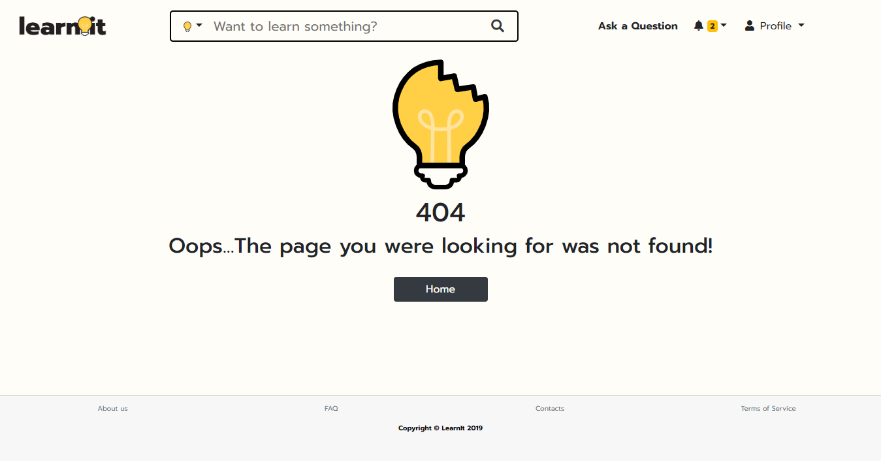 learnit
Want to learn something?
Ask a Question
2
Profile
404
Oops...The page you were looking for was not found!
Home
About us
FAQ
Contacts
Terms of Service
Copyright © LearnIt 2019